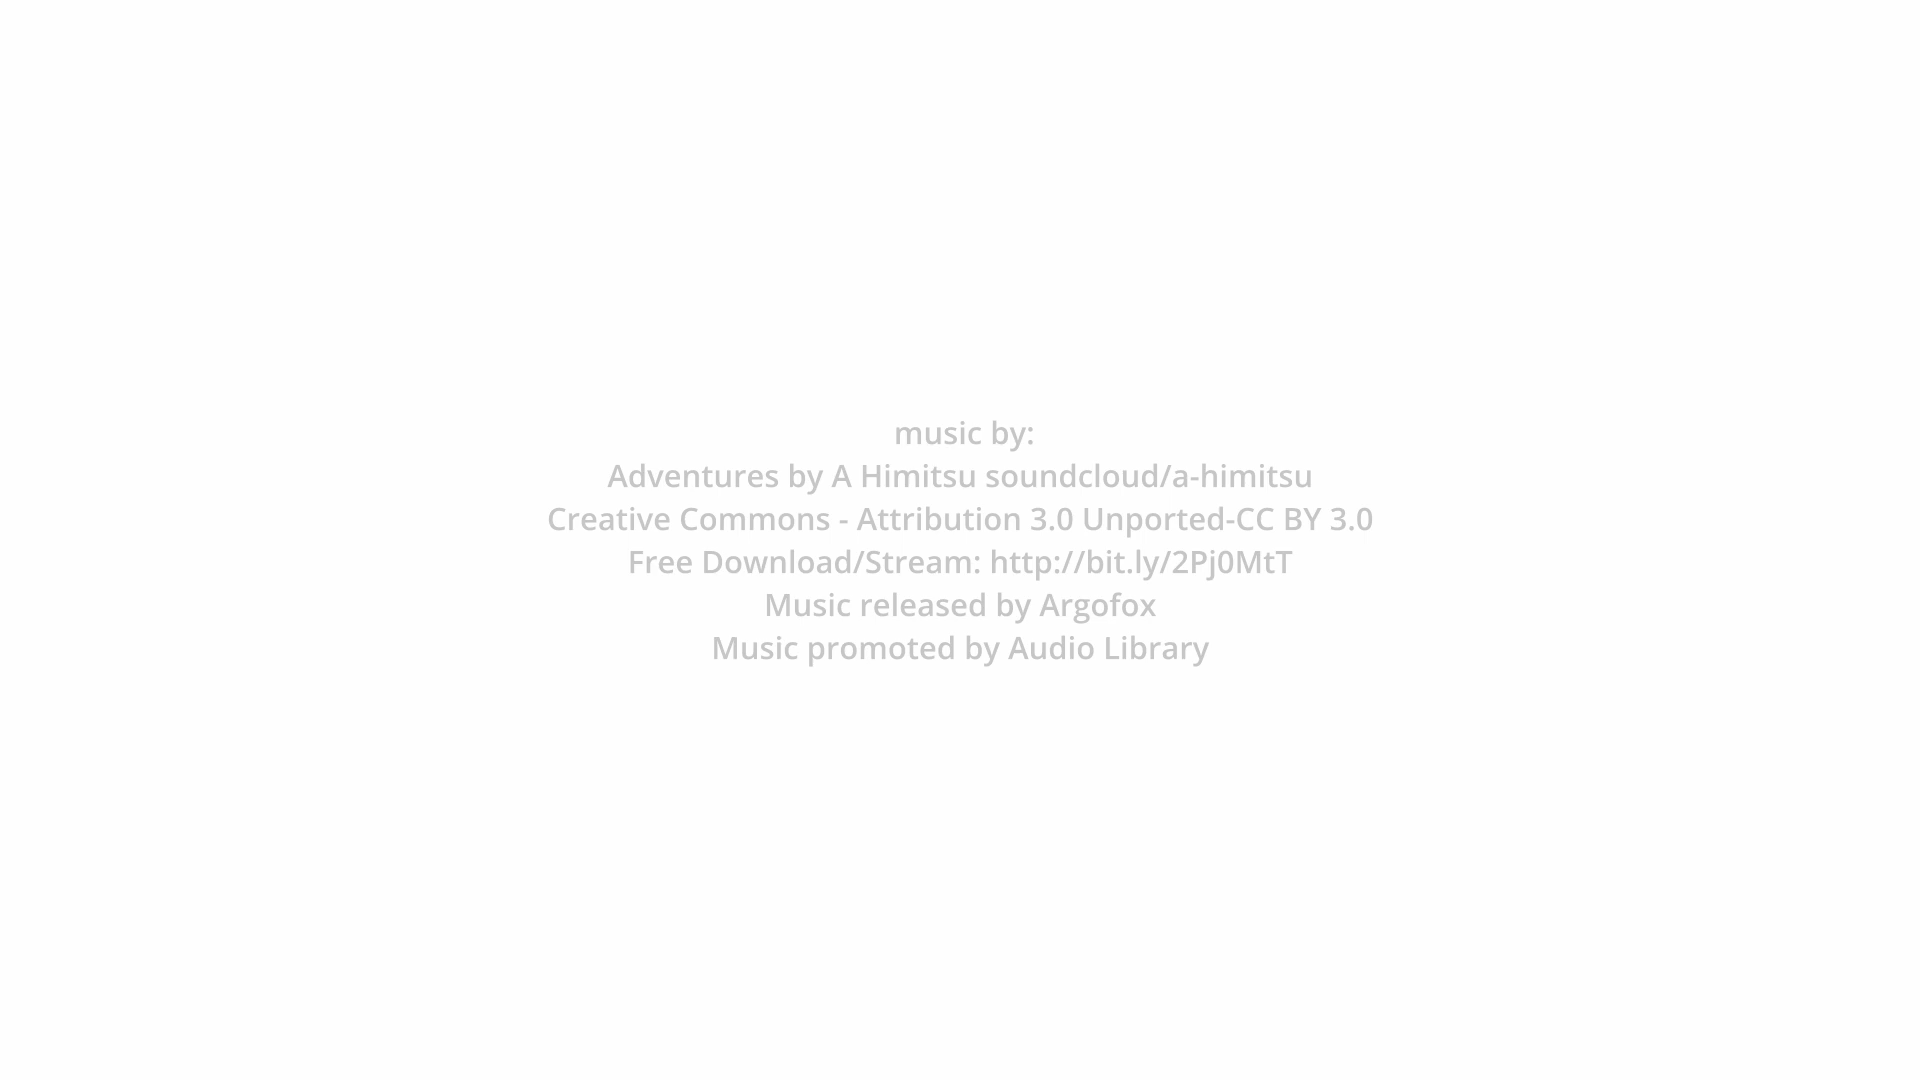 music by:
Adventures by A Himitsu soundcloud/a-himitsu
Creative Commons - Attribution 3.0 Unported-CC BY 3.0
Free Download/Stream: http://bit.ly/2Pj0MtT
Music released by Argofox
Music promoted by Audio Library